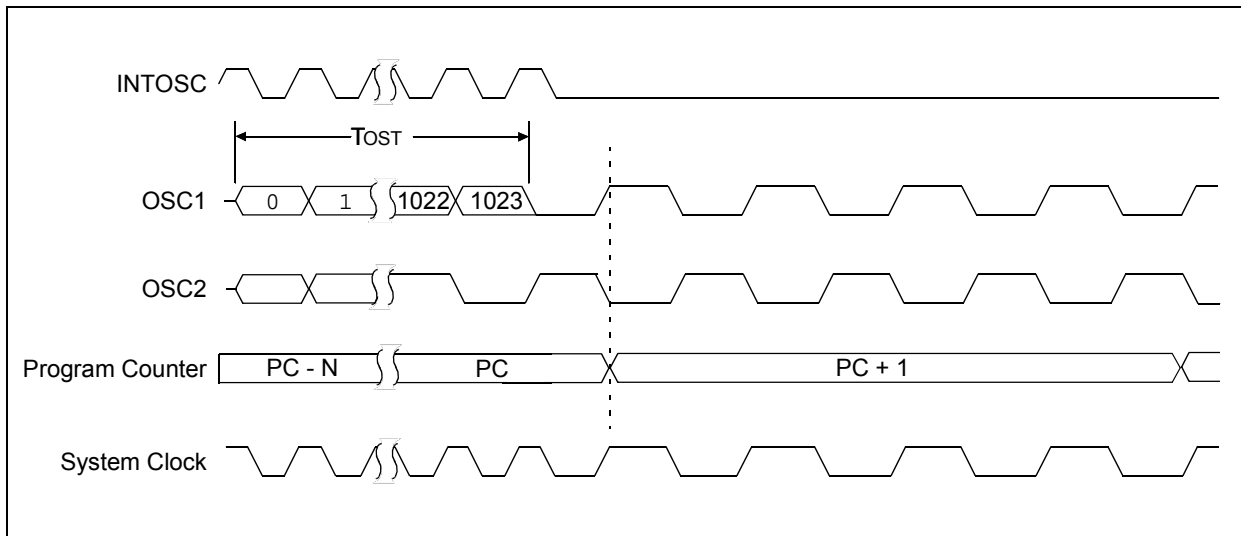 INTOSC
TOST
OSC1 0 1 1022 1023
OSC2
Program Counter PC - N PC PC + 1
System Clock